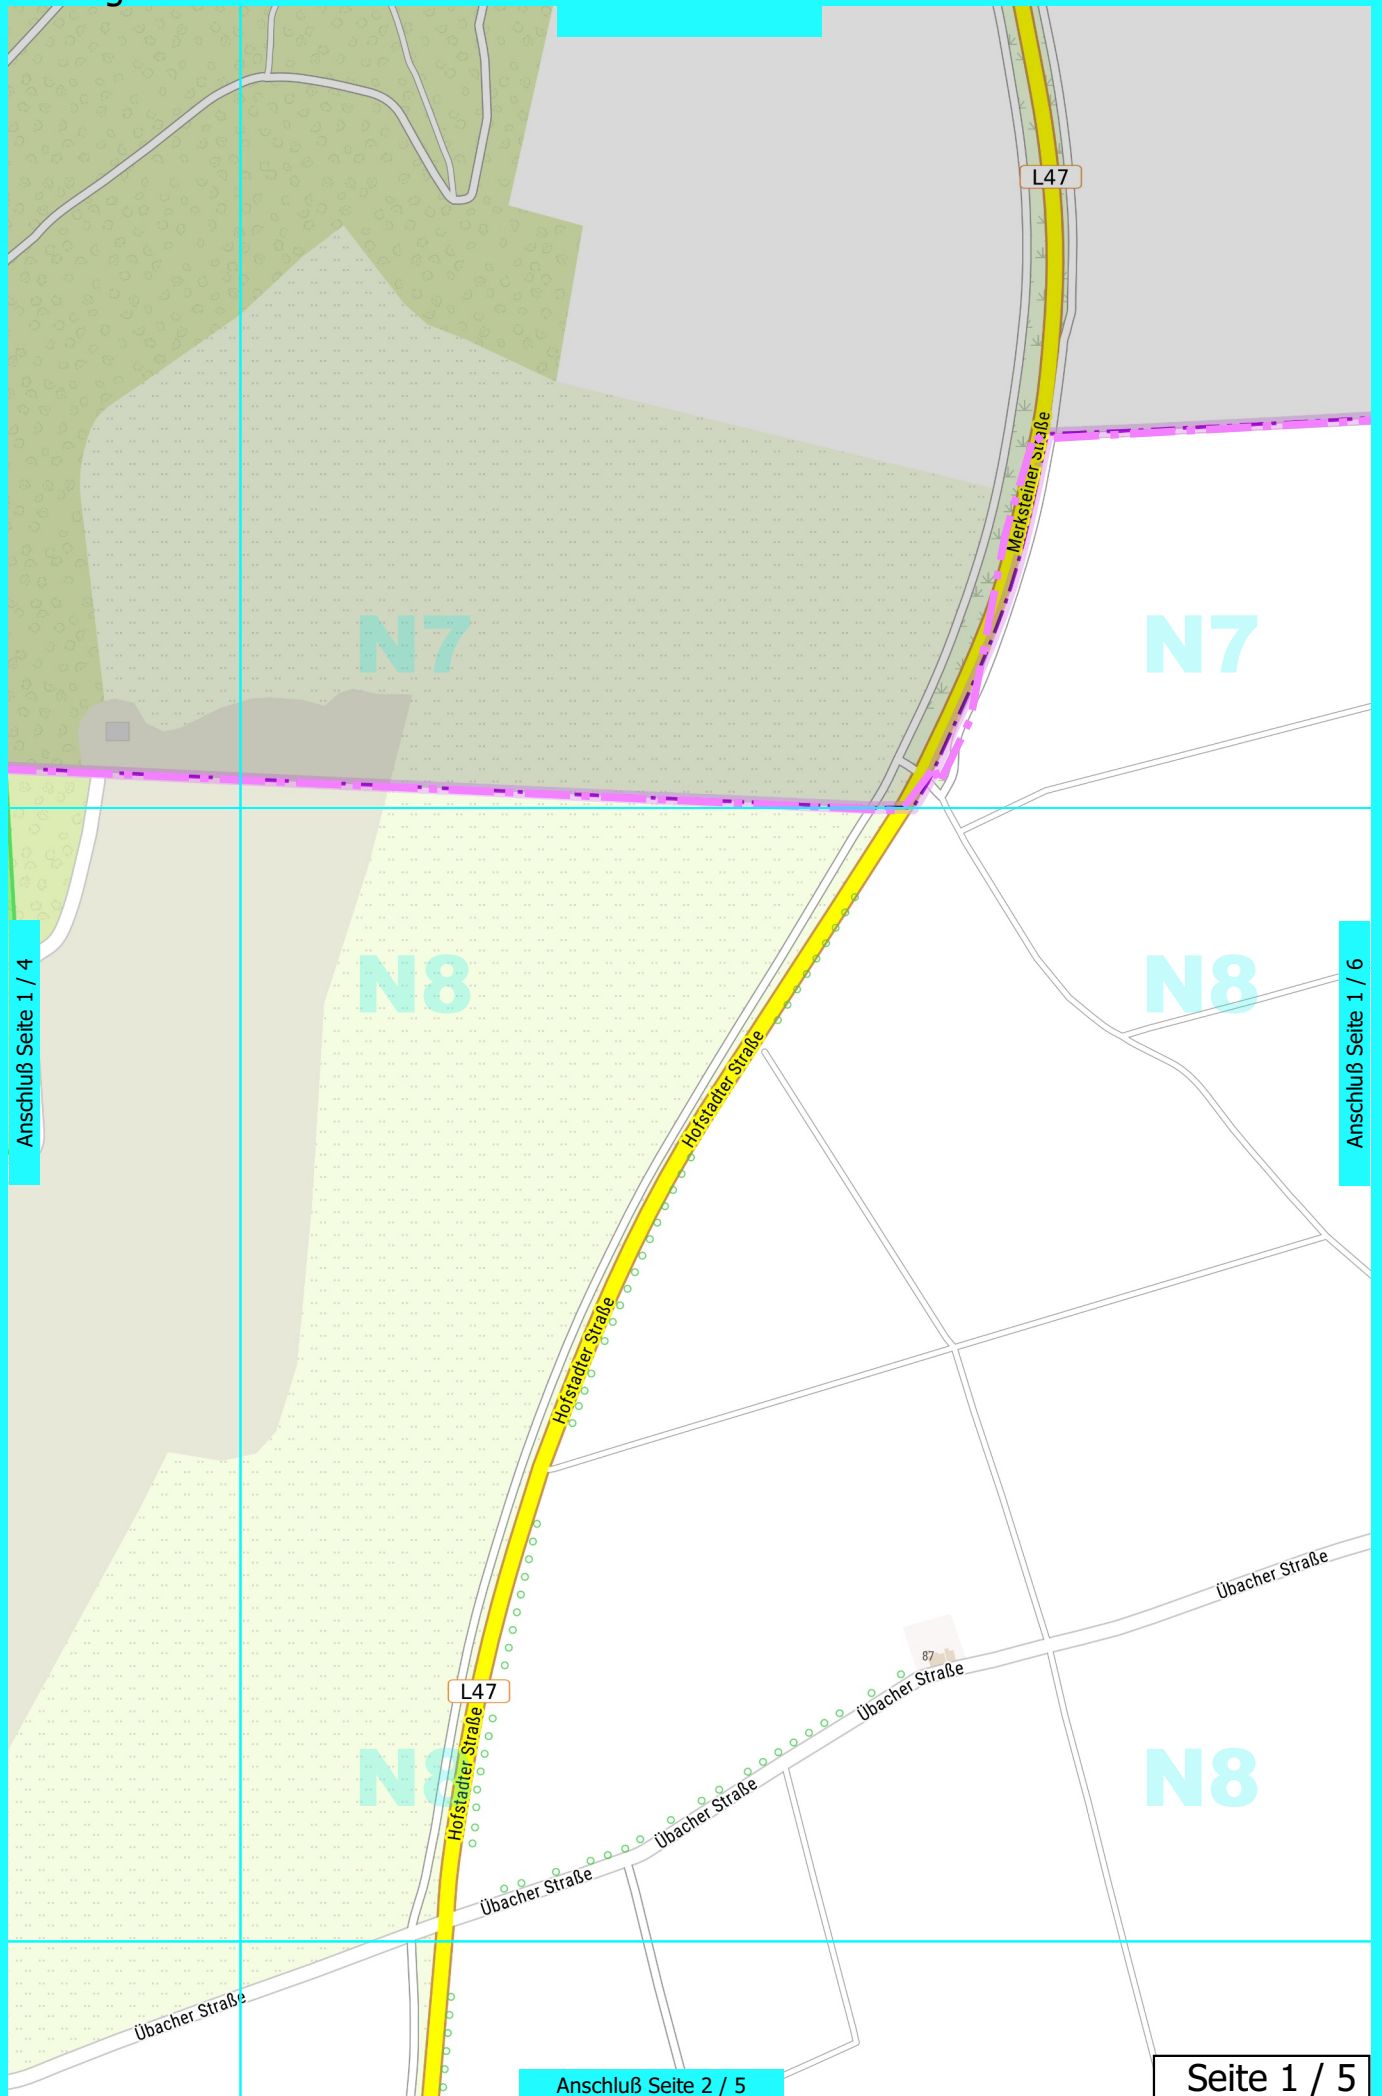 L47
Merksteiner Straße
N7
N7
N8
N8
Anschluß Seite 1 / 4
Anschluß Seite 1 / 6
Hofstadter Straße
Hofstadter Straße
Übacher Straße
87
Übacher Straße
L47
Hofstadter Straße
N8
N8
Übacher Straße
Übacher Straße
Übacher Straße
Anschluß Seite 2 / 5
Seite 1 / 5